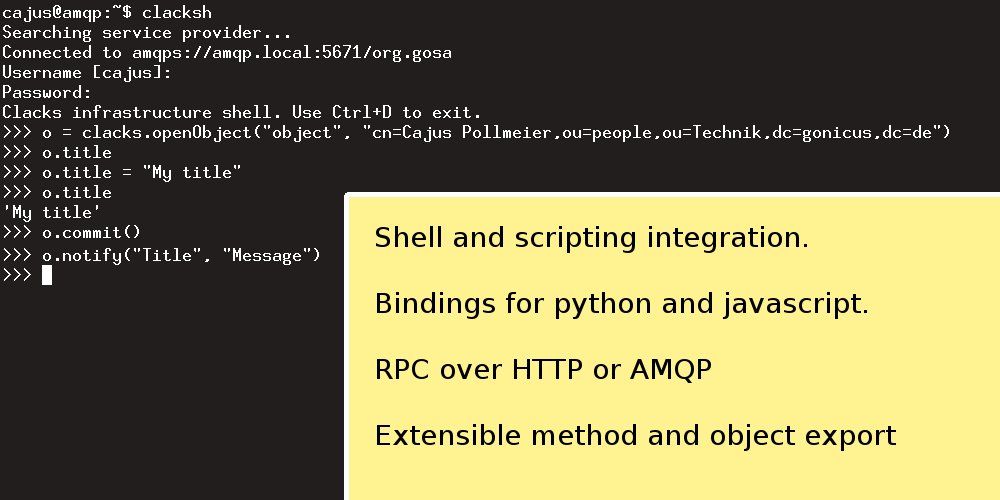 cajus@amqp:~$ clacksh
Searching service provider...
Connected to amqps://amqp.local:5671/org.gosa
Username [cajus]:
Password:
Clacks infrastructure shell. Use Ctrl+D to exit.
>>> o = clacks.openObject("object", "cn=Cajus Pollmeier,ou=people,ou=Technik,dc=gonicus,dc=de")
>>> o.title
>>> o.title = "My title"
>>> o.title
'My title'
>>> o.commit()
>>> o.notify("Title", "Message")
>>>
Shell and scripting integration.
Bindings for python and javascript.
RPC over HTTP or AMQP
Extensible method and object export